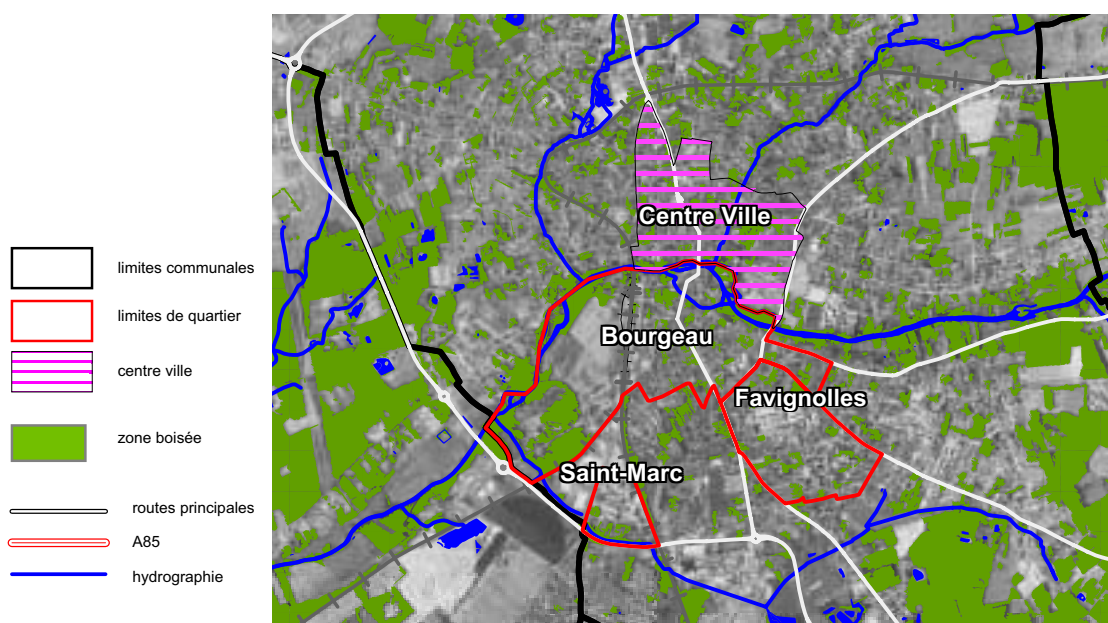 limites communales
limites de quartier
centre ville
zone boisée
routes principales
A85
hydrographie
Centre Ville
Bourgeau
Favignolles
Saint-Marc